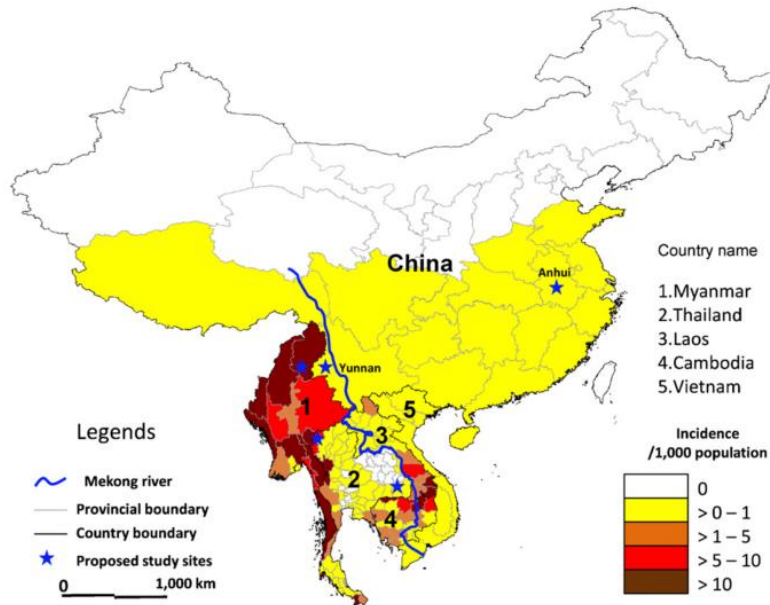 China
Anhui
Yunnan
1
2
3
4
5
Country name
1.Myanmar
2.Thailand
3.Laos
4.Cambodia
5.Vietnam
Legends
Mekong river
Provincial boundary
Country boundary
Proposed study sites
0 1,000 km
Incidence
/1,000 population
0
> 0 – 1
> 1 – 5
> 5 – 10
> 10